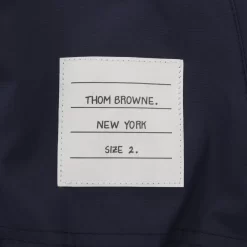 THOM BROWNE.
NEW YORK
SIZE 2.